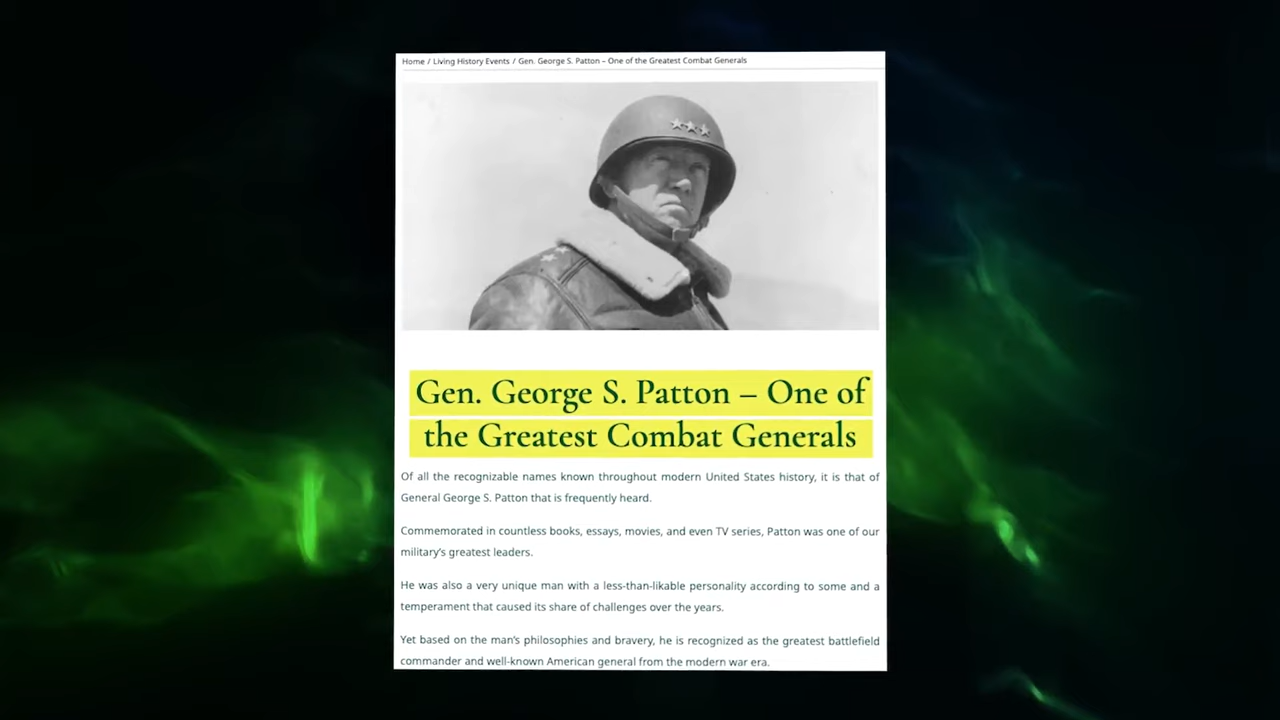 Home / Living History Events / Gen. George S. Patton – One of the Greatest Combat Generals
Gen. George S. Patton – One of
the Greatest Combat Generals
Of all the recognizable names known throughout modern United States history, it is that of
General George S. Patton that is frequently heard.
Commemorated in countless books, essays, movies, and even TV series, Patton was one of our
military’s greatest leaders.
He was also a very unique man with a less-than-likable personality according to some and a
temperament that caused its share of challenges over the years.
Yet based on the man’s philosophies and bravery, he is recognized as the greatest battlefield
commander and well-known American general from the modern war era.